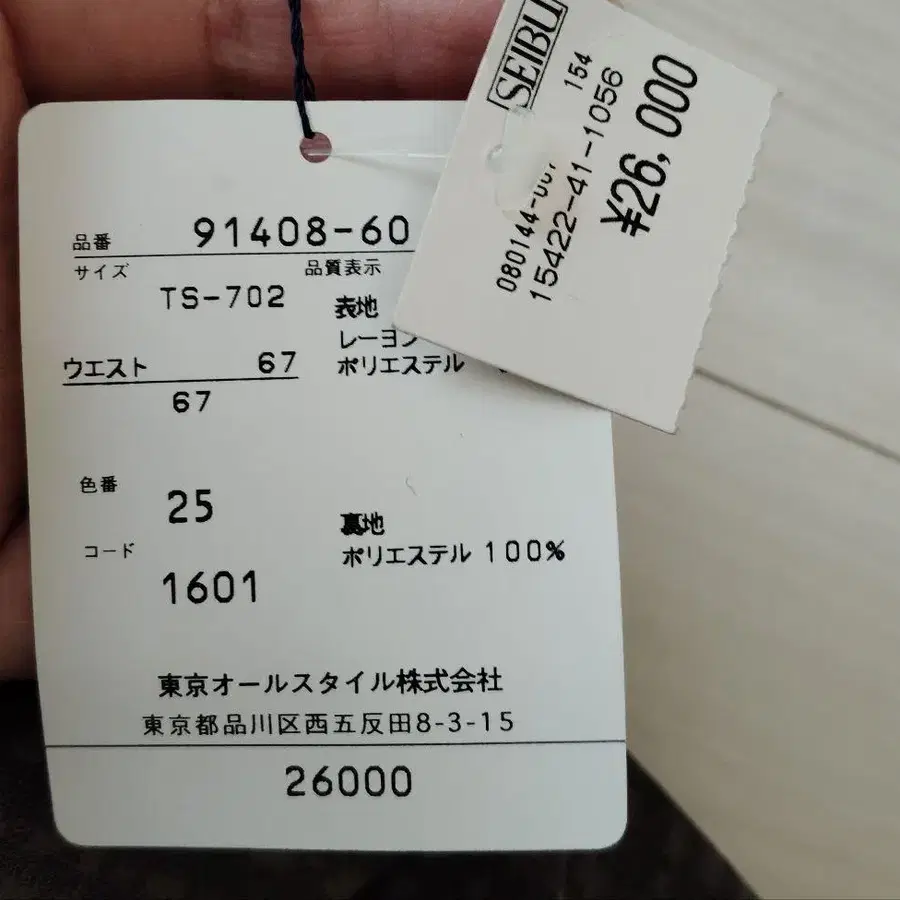 品番 91408-60
サイズ 品質表示
TS-702 表地
レーヨン
ウエスト 67 ポリエステル
67
色番
25
裏地
コード ポリエステル 100%
1601
東京オールスタイル株式会社
東京都品川区西五反田8-3-15
26000
SEIBU
154
15422-41-1056
¥26,000